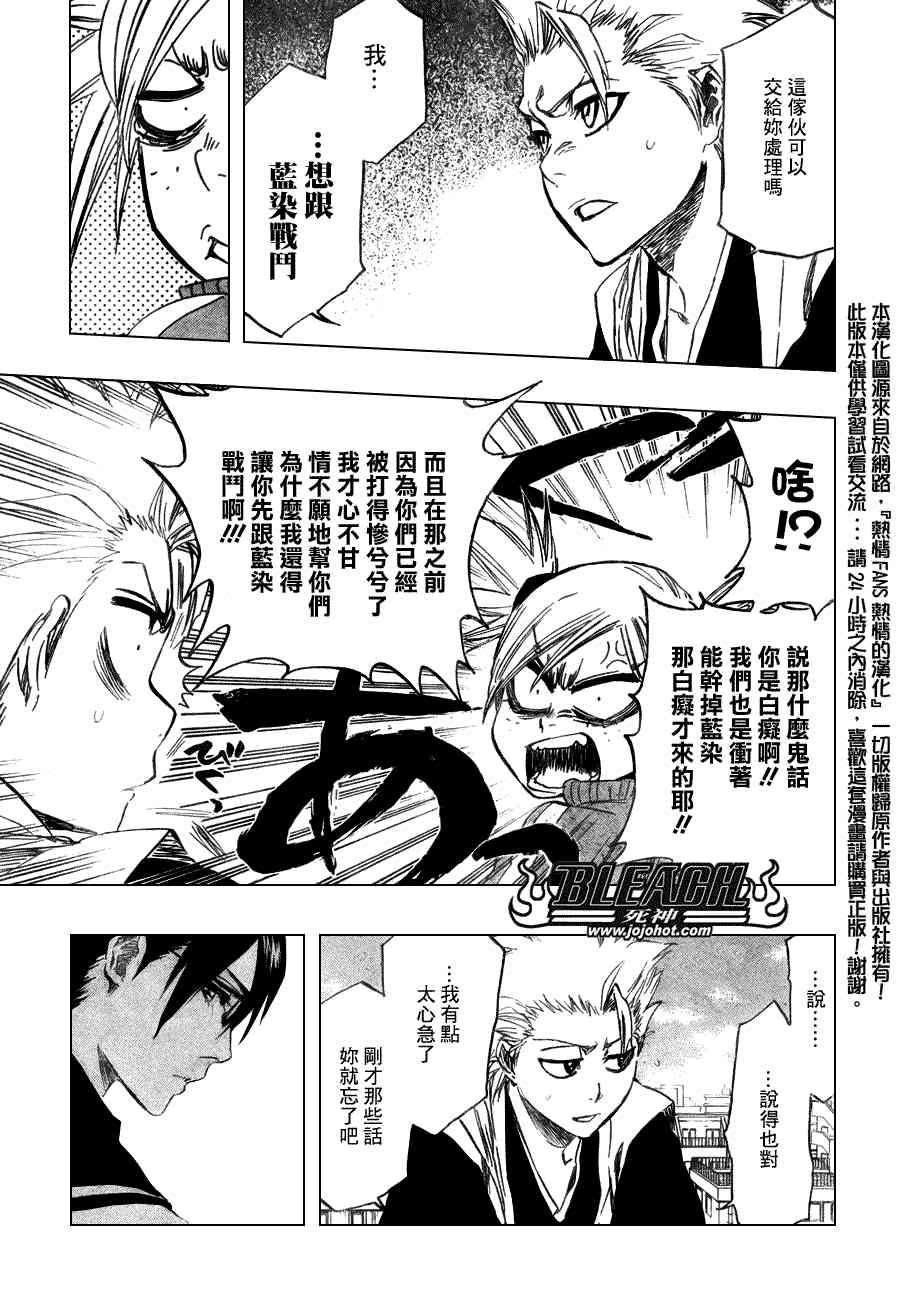 這傢伙可以
交給妳處理嗎
我…
…想跟
藍染戰鬥
啥!?
說那什麼鬼話
你是白癡啊!!
我們也是衝著
能幹掉藍染
那白癡才來的耶!!
而且在那之前
因為你們已經
被打得慘兮兮了
我才心不甘
情不願地幫你們
為什麼我還得
讓你先跟藍染
戰鬥啊!!!
あぁっ
びくっ
BLEACH
死神
www.jojohot.com
…說……
…說得也對
…我有點
太心急了
剛才那些話
妳就忘了吧
本漢化圖源來自於網路，『熱情FANS熱情的漢化』一切版權歸原作者與出版社擁有！
此版本僅供學習試看交流…請24小時之內消除，喜歡這套漫畫請購買正版！謝謝。